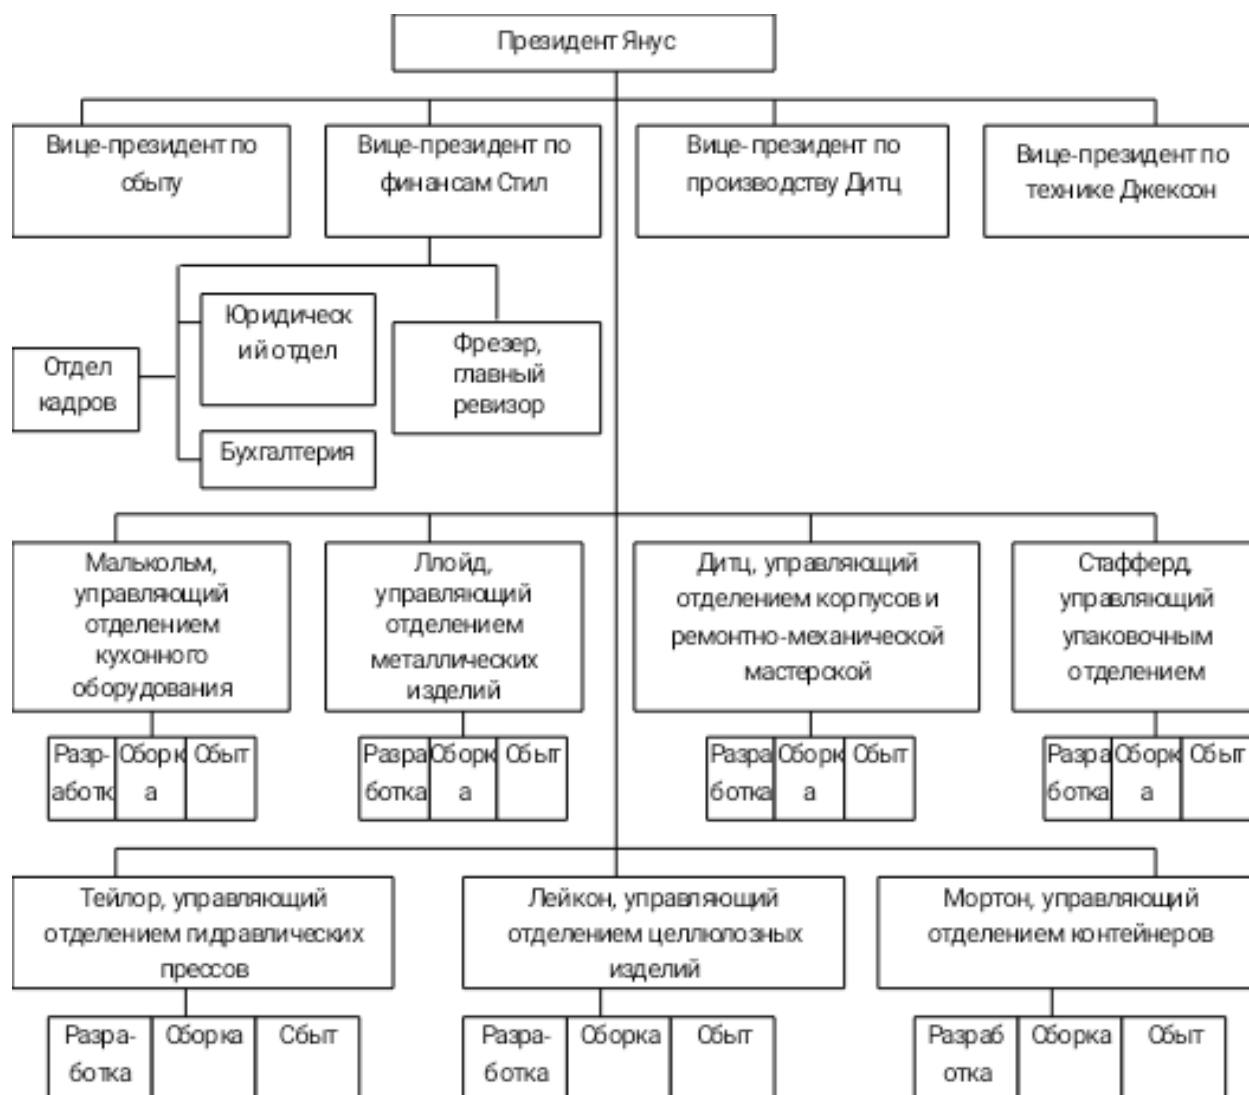 Президент Янус
Вице-президент по
сбыту
Вице-президент по
финансам Стил
Вице- президент по
производству Дитц
Вице-президент по
технике Джексон
Юридическ
ий отдел
Фрезер,
главный
ревизор
Отдел
кадров
Бухгалтерия
Малькольм,
управляющий
отделением
кухонного
оборудования
Ллойд,
управляющий
отделением
металлических
изделий
Дитц, управляющий
отделением корпусов и
ремонтно-механической
мастерской
Стафферд,
управляющий
упаковочным
отделением
Разр-
аботк
Сборк
а
Сбыт
Разра
ботка
Сборк
а
Сбыт
Разра
ботка
Сборк
а
Сбыт
Разра
ботка
Сборк
а
Сбыт
Тейлор, управляющий
отделением гидравлических
прессов
Лейкон, управляющий
отделением целлюлозных
изделий
Мортон, управляющий
отделением контейнеров
Разра-
ботка
Сборка
Сбыт
Разра-
ботка
Сборка
Сбыт
Разраб
отка
Сборка
Сбыт